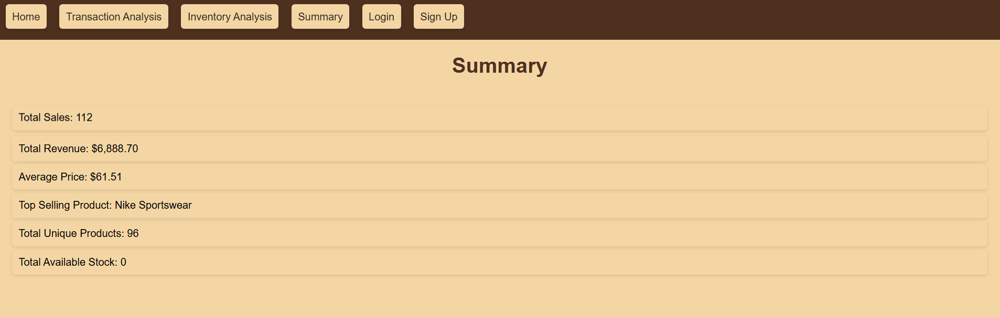 Home Transaction Analysis Inventory Analysis Summary Login Sign Up
Summary
Total Sales: 112
Total Revenue: $6,888.70
Average Price: $61.51
Top Selling Product: Nike Sportswear
Total Unique Products: 96
Total Available Stock: 0